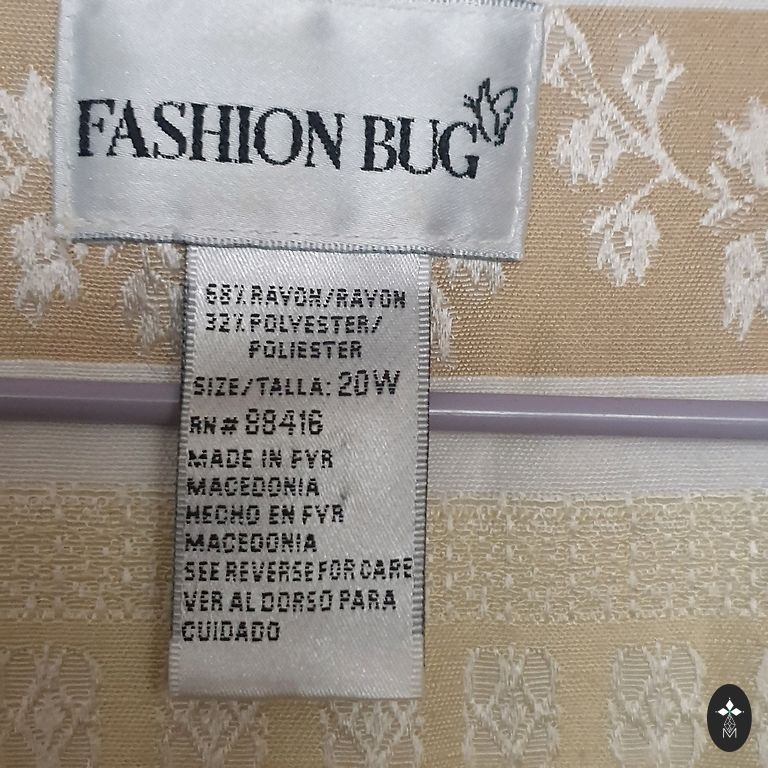 FASHION BUG
68% RAYON/RAYON
32% POLYESTER/
POLIESTER
SIZE/TALLA: 20W
RN# 88416
MADE IN FYR
MACEDONIA
HECHO EN FYR
MACEDONIA
SEE REVERSE FOR CARE
VER AL DORSO PARA
CUIDADO
M